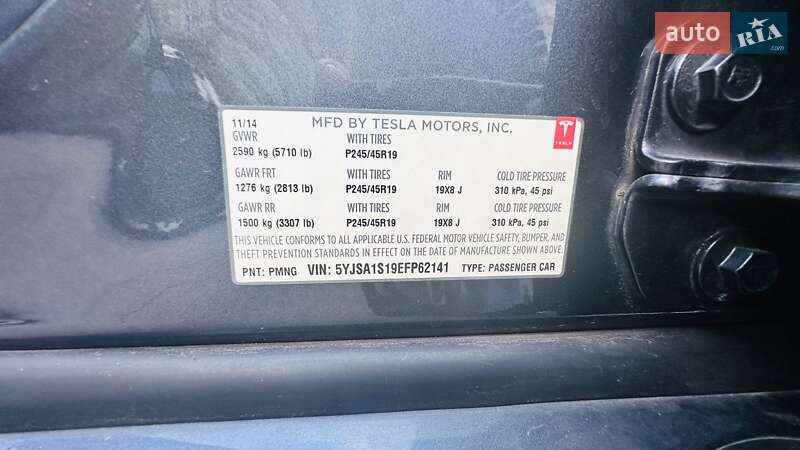 auto RIA
11/14 MFD BY TESLA MOTORS, INC.
TESLA
GVWR WITH TIRES
2590 kg (5710 lb) P245/45R19
GAWR FRT WITH TIRES RIM COLD TIRE PRESSURE
1276 kg (2813 lb) P245/45R19 19X8 J 310 kPa, 45 psi
GAWR RR WITH TIRES RIM COLD TIRE PRESSURE
1500 kg (3307 lb) P245/45R19 19X8 J 310 kPa, 45 psi
THIS VEHICLE CONFORMS TO ALL APPLICABLE U.S. FEDERAL MOTOR VEHICLE SAFETY, BUMPER, AND
THEFT PREVENTION STANDARDS IN EFFECT ON THE DATE OF MANUFACTURE SHOWN ABOVE.
PNT: PMNG VIN: 5YJSA1S19EFP62141 TYPE: PASSENGER CAR